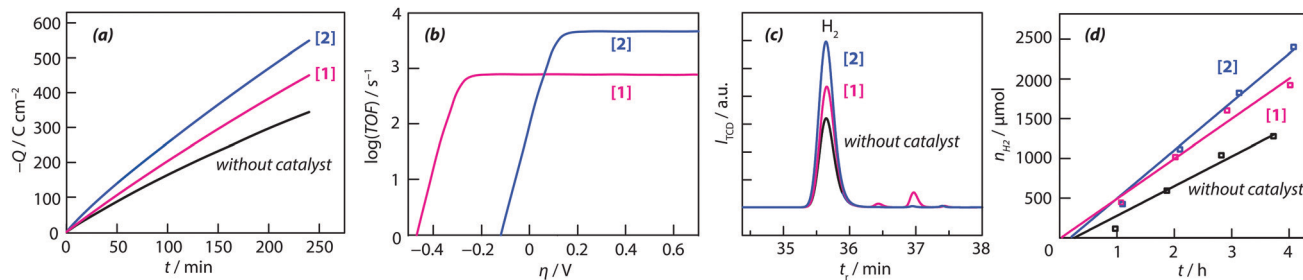 (a)
–Q / C cm⁻²
600
500
400
300
200
100
0
[2]
[1]
without catalyst
0 50 100 150 200 250
t / min
(b)
log(TOF) / s⁻¹
4
3
2
1
0
[2]
[1]
−0.4 −0.2 0 0.2 0.4 0.6
η / V
(c)
I_TCD / a.u.
H₂
[2]
[1]
without catalyst
35 36 37 38
tᵣ / min
(d)
n_H2 / μmol
2500
2000
1500
1000
500
0
[2]
[1]
without catalyst
0 1 2 3 4
t / h